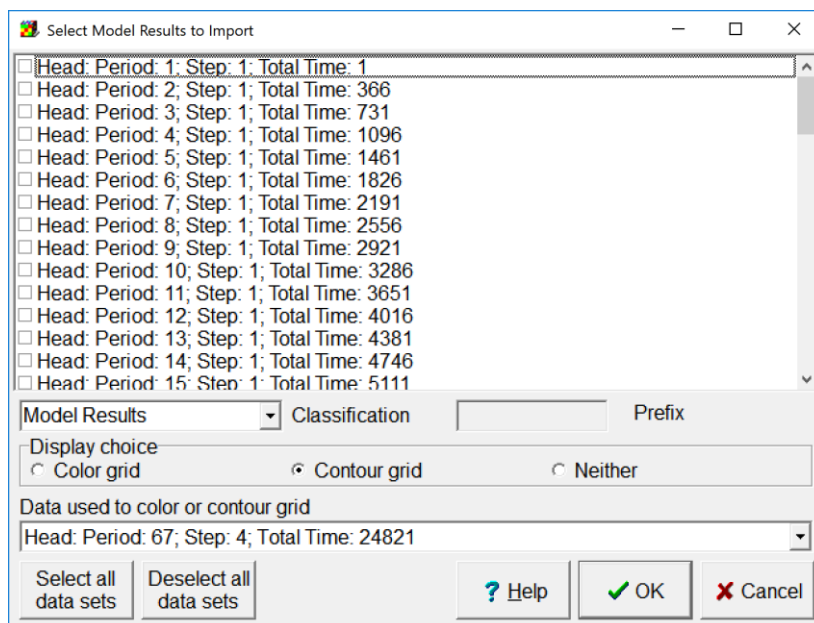 Select Model Results to Import
Head: Period: 1; Step: 1; Total Time: 1
Head: Period: 2; Step: 1; Total Time: 366
Head: Period: 3; Step: 1; Total Time: 731
Head: Period: 4; Step: 1; Total Time: 1096
Head: Period: 5; Step: 1; Total Time: 1461
Head: Period: 6; Step: 1; Total Time: 1826
Head: Period: 7; Step: 1; Total Time: 2191
Head: Period: 8; Step: 1; Total Time: 2556
Head: Period: 9; Step: 1; Total Time: 2921
Head: Period: 10; Step: 1; Total Time: 3286
Head: Period: 11; Step: 1; Total Time: 3651
Head: Period: 12; Step: 1; Total Time: 4016
Head: Period: 13; Step: 1; Total Time: 4381
Head: Period: 14; Step: 1; Total Time: 4746
Head: Period: 15; Step: 1; Total Time: 5111
Model Results Classification Prefix
Display choice
Color grid Contour grid Neither
Data used to color or contour grid
Head: Period: 67; Step: 4; Total Time: 24821
Select all
data sets
Deselect all
data sets
? Help
OK
Cancel